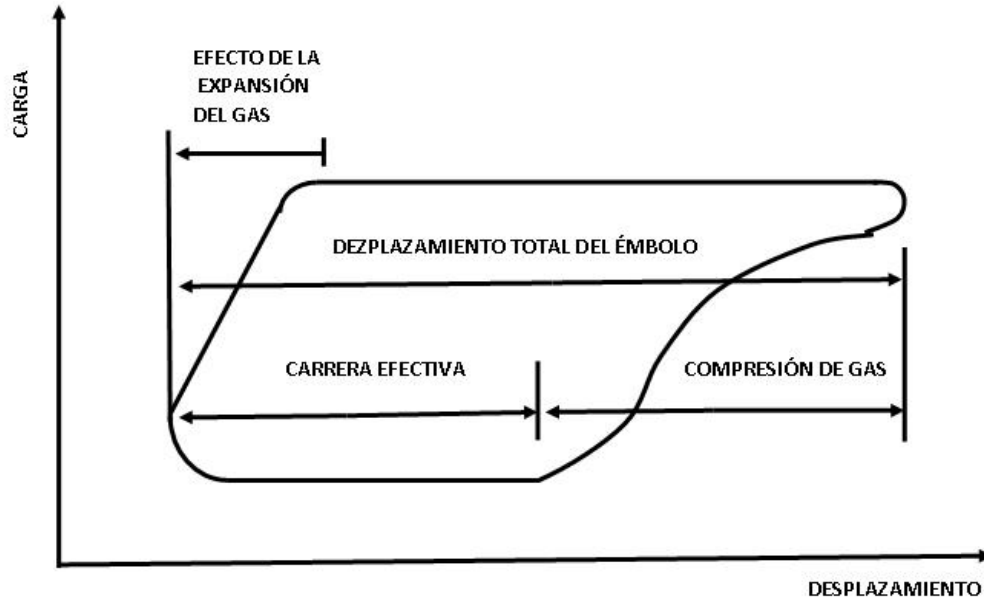 EFECTO DE LA
EXPANSIÓN
DEL GAS
CARGA
DEZPLAZAMIENTO TOTAL DEL ÉMBOLO
CARRERA EFECTIVA
COMPRESIÓN DE GAS
DESPLAZAMIENTO